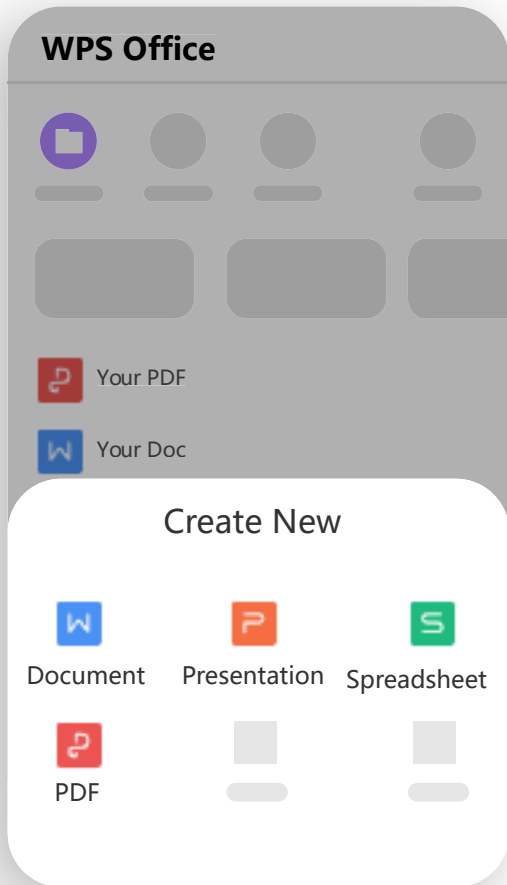 WPS Office
Your PDF
Your Doc
Create New
Document
Presentation
Spreadsheet
PDF